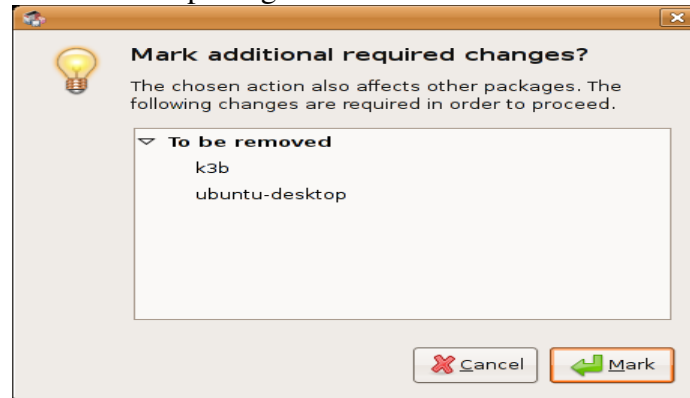 Mark additional required changes?
The chosen action also affects other packages. The
following changes are required in order to proceed.
To be removed
k3b
ubuntu-desktop
Cancel
Mark